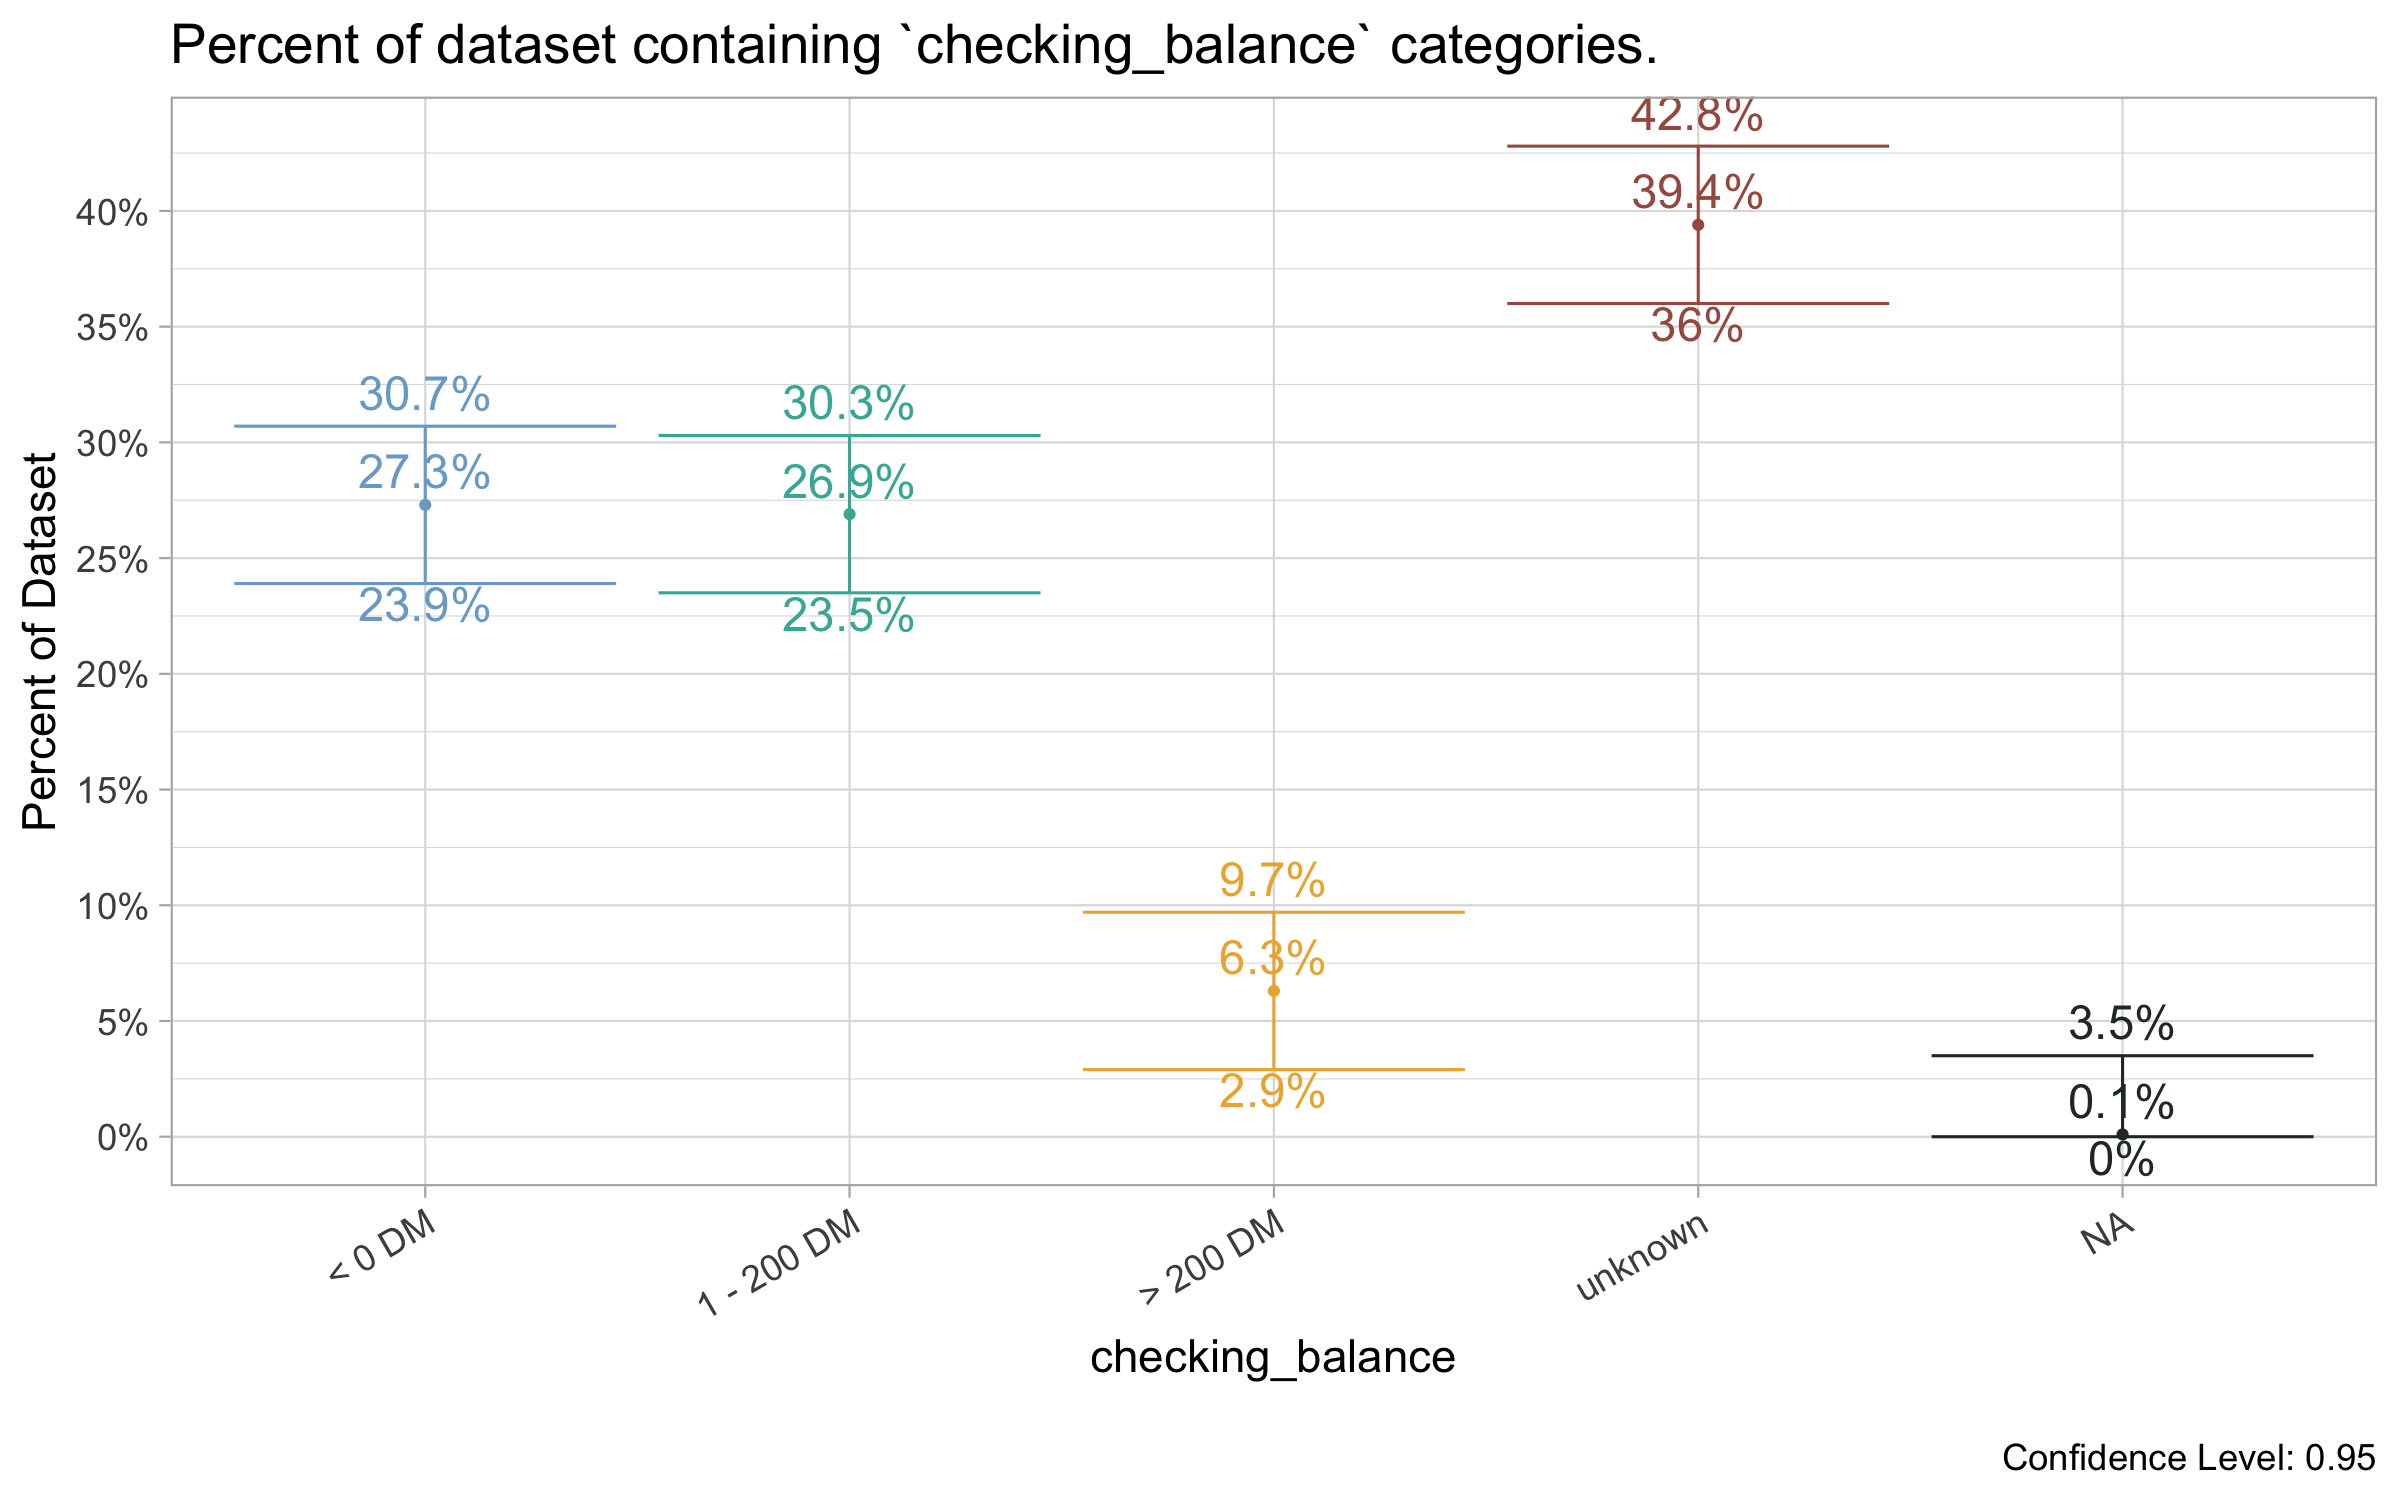 Percent of dataset containing `checking_balance` categories.
Percent of Dataset
40%
35%
30%
25%
20%
15%
10%
5%
0%
30.7%
27.3%
23.9%
30.3%
26.9%
23.5%
9.7%
6.3%
2.9%
42.8%
39.4%
36%
3.5%
0.1%
0%
< 0 DM
1 - 200 DM
> 200 DM
unknown
NA
checking_balance
Confidence Level: 0.95